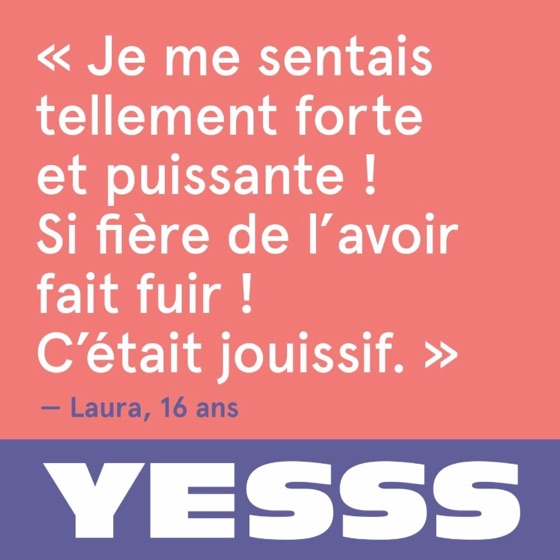 « Je me sentais
tellement forte
et puissante !
Si fière de l’avoir
fait fuir !
C’était jouissif. »
— Laura, 16 ans
YESSS